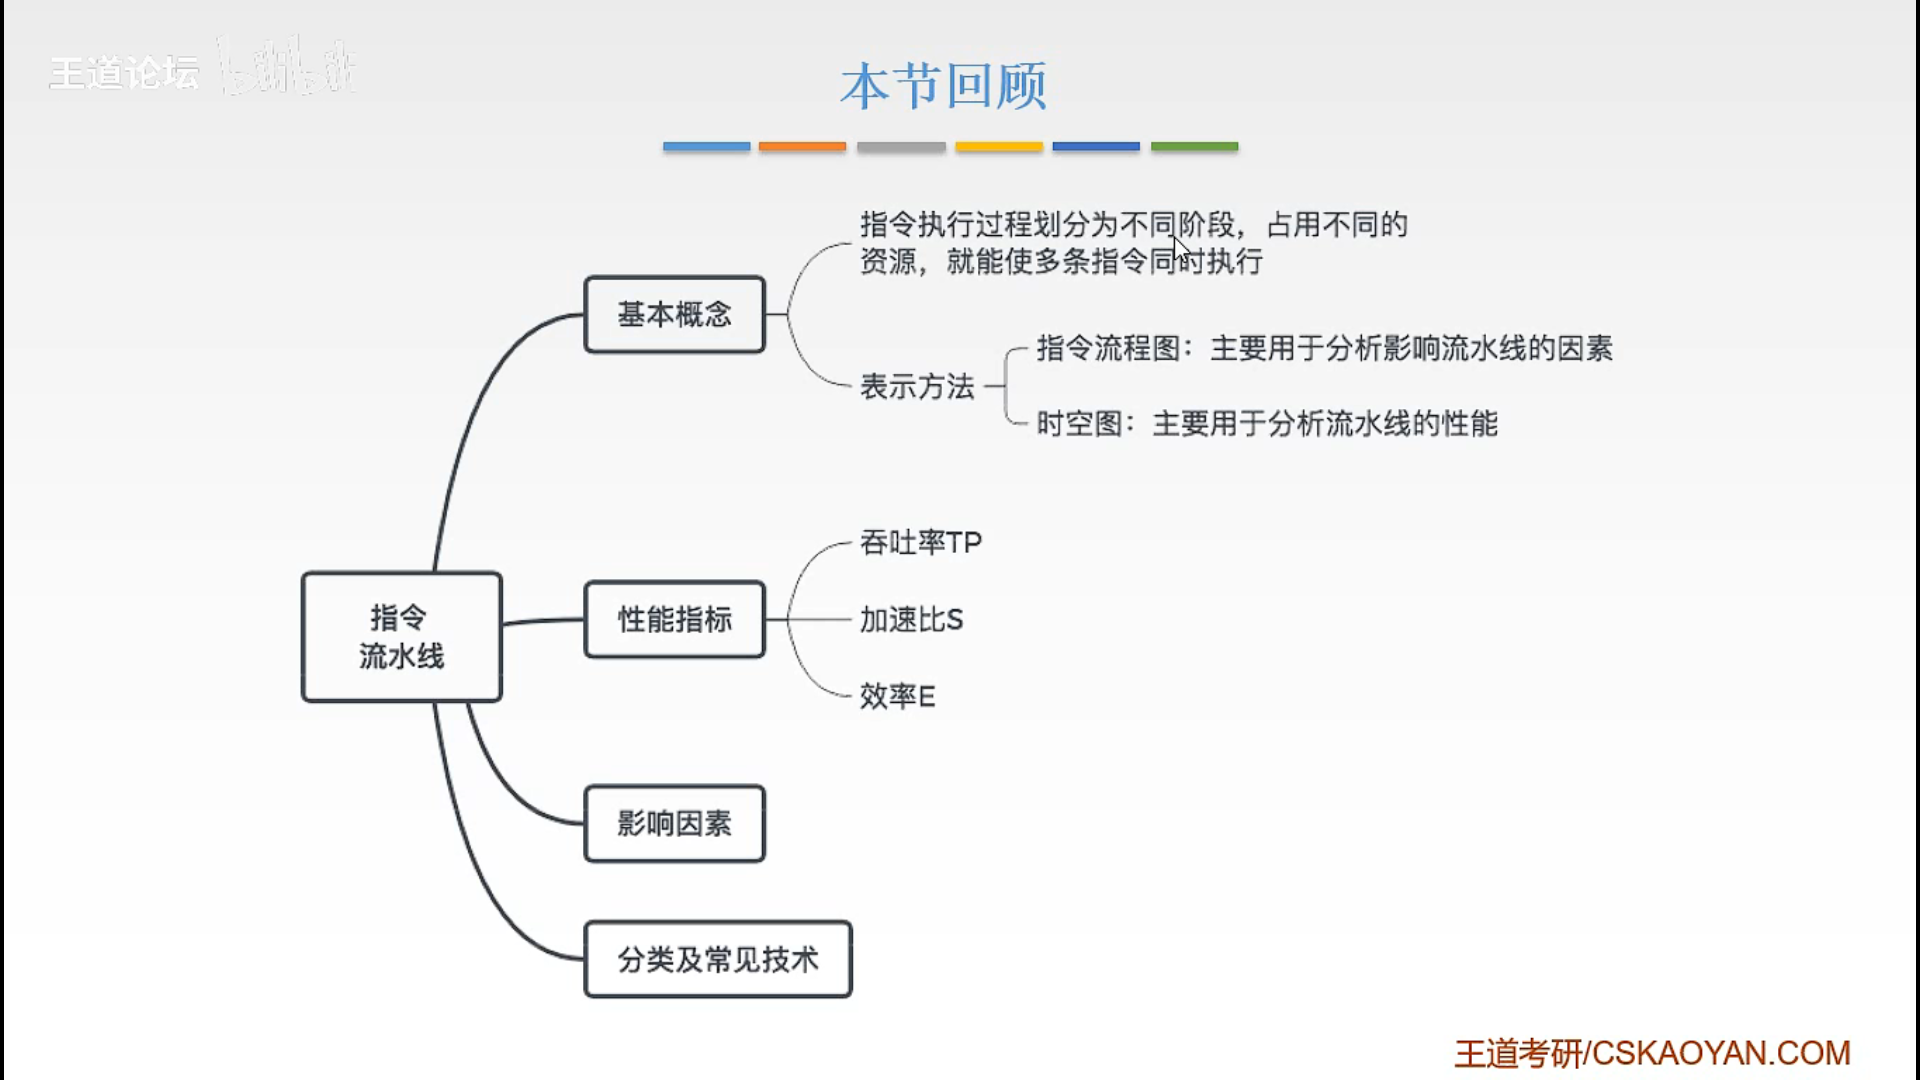 王道论坛 bilibili
本节回顾
指令执行过程划分为不同阶段，占用不同的
资源，就能使多条指令同时执行
基本概念
指令流程图：主要用于分析影响流水线的因素
表示方法
时空图：主要用于分析流水线的性能
吞吐率TP
指令
流水线
性能指标
加速比S
效率E
影响因素
分类及常见技术
王道考研/CSKAOYAN.COM